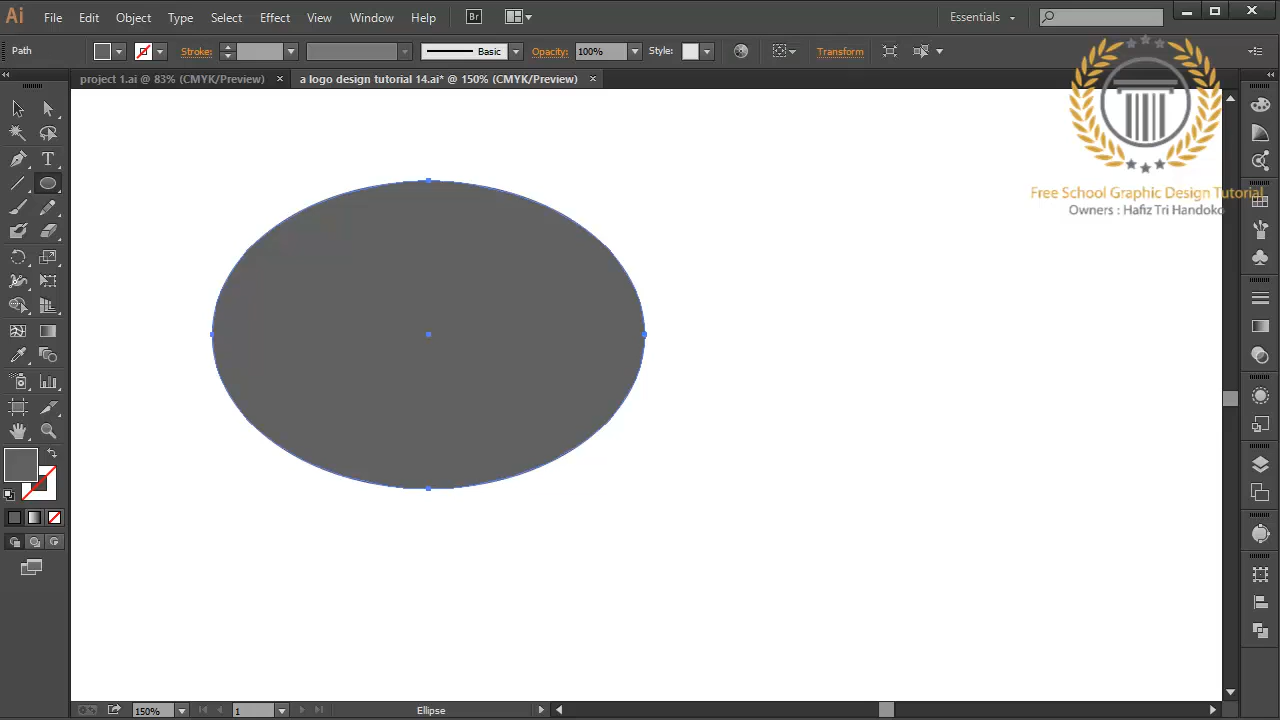 Ai File Edit Object Type Select Effect View Window Help Br Essentials
Path Stroke: Basic Opacity: 100% Style: Transform
project 1.ai @ 83% (CMYK/Preview) a logo design tutorial 14.ai* @ 150% (CMYK/Preview)
T
Free School Graphic Design Tutorial
Owners : Hafiz Tri Handoko
150% 1 Ellipse